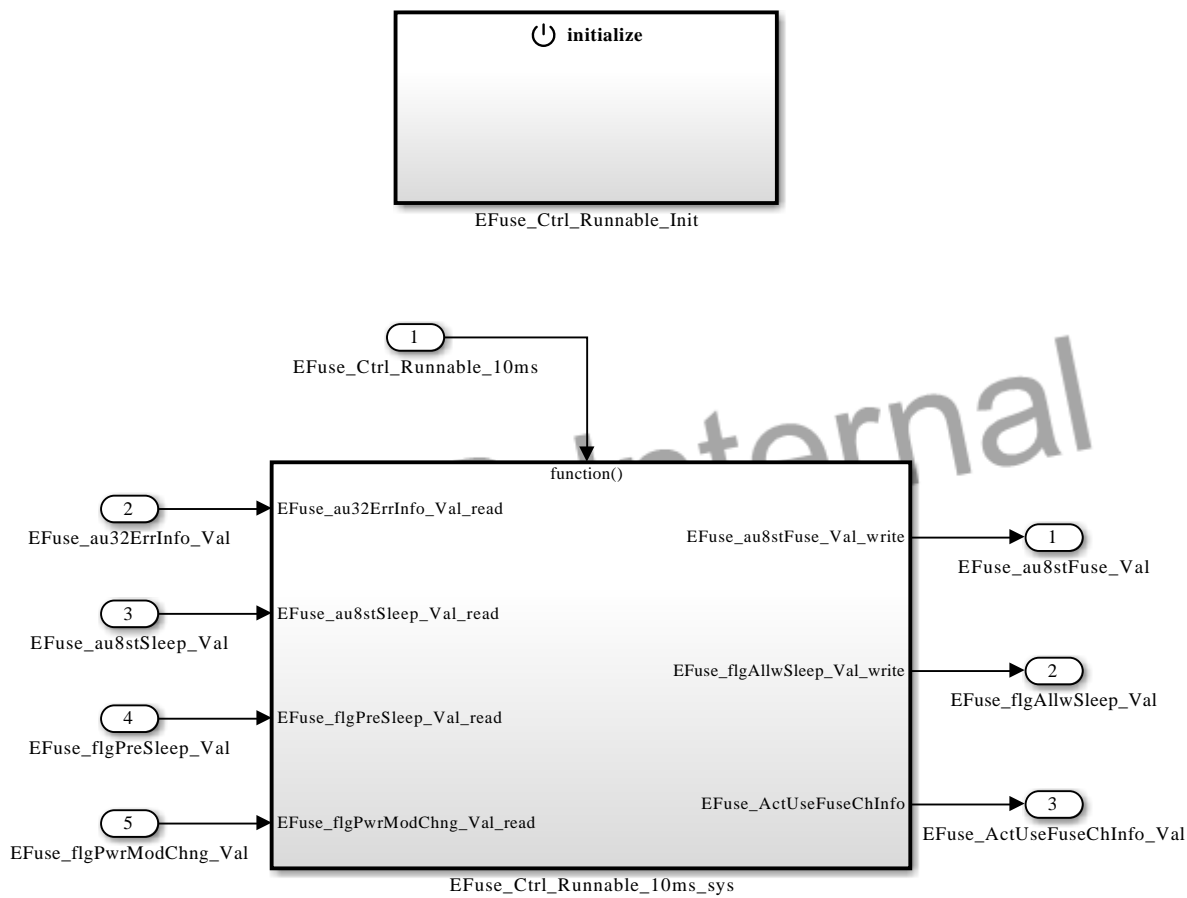 initialize
EFuse_Ctrl_Runnable_Init
1
EFuse_Ctrl_Runnable_10ms
function()
2
EFuse_au32ErrInfo_Val
EFuse_au32ErrInfo_Val_read
EFuse_au8stFuse_Val_write
1
EFuse_au8stFuse_Val
3
EFuse_au8stSleep_Val
EFuse_au8stSleep_Val_read
EFuse_flgAllwSleep_Val_write
2
EFuse_flgAllwSleep_Val
4
EFuse_flgPreSleep_Val
EFuse_flgPreSleep_Val_read
EFuse_ActUseFuseChInfo
3
EFuse_ActUseFuseChInfo_Val
5
EFuse_flgPwrModChng_Val
EFuse_flgPwrModChng_Val_read
EFuse_Ctrl_Runnable_10ms_sys